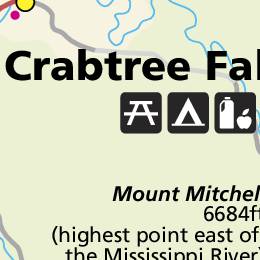 Crabtree Fal
Mount Mitchel
6684ft
(highest point east of
the Mississippi River)